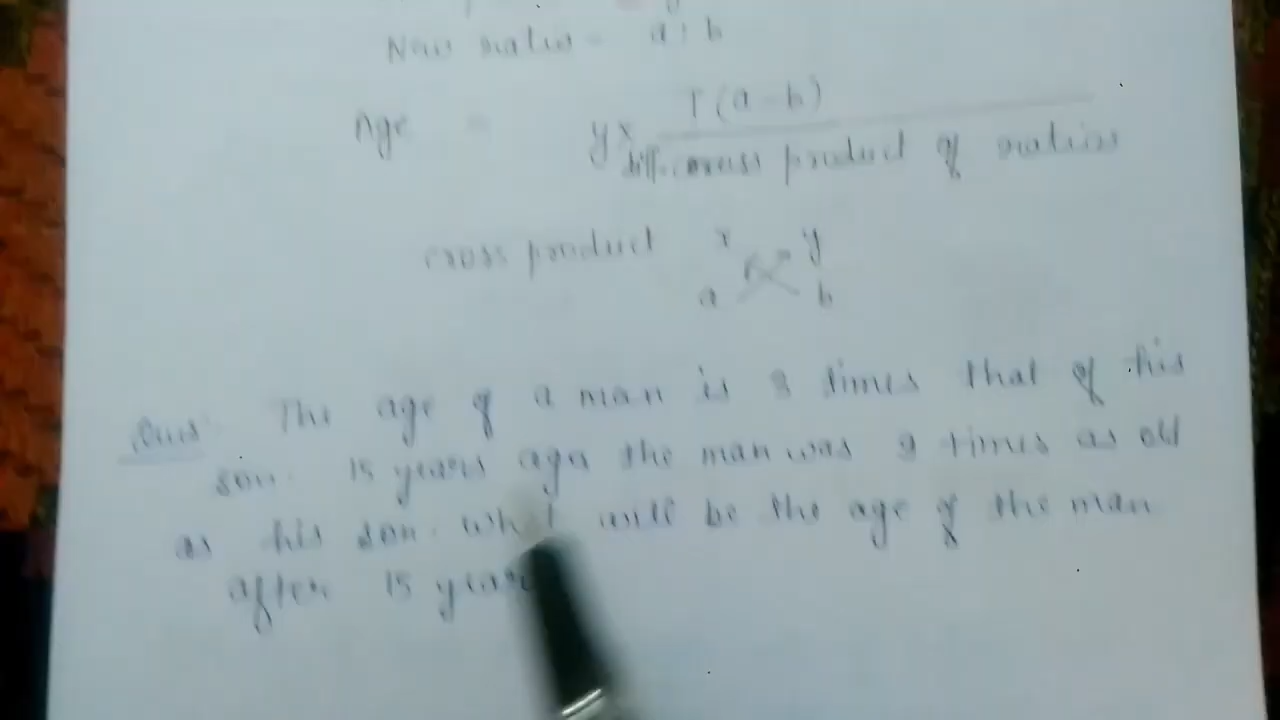 New ratio = a : b
Age = y x T (a - b)
diff. cross product of ratios
cross product x y
a b
Ques. The age of a man is 3 times that of his
son. 15 years ago the man was 9 times as old
as his son. what will be the age of the man
after 15 years